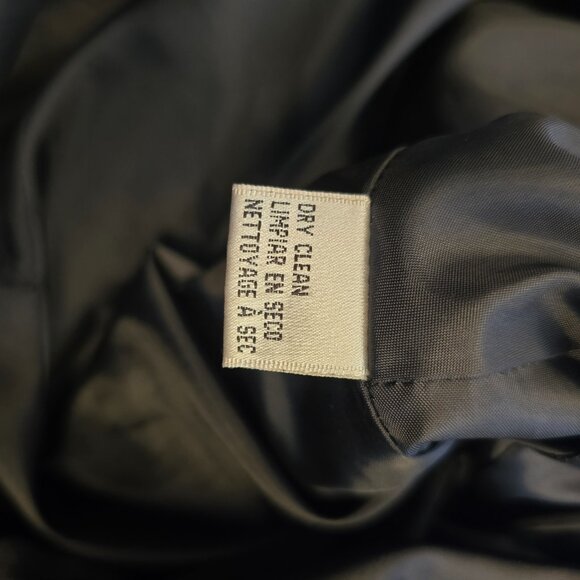 DRY CLEAN
LIMPIAR EN SECO
NETTOYAGE À SEC